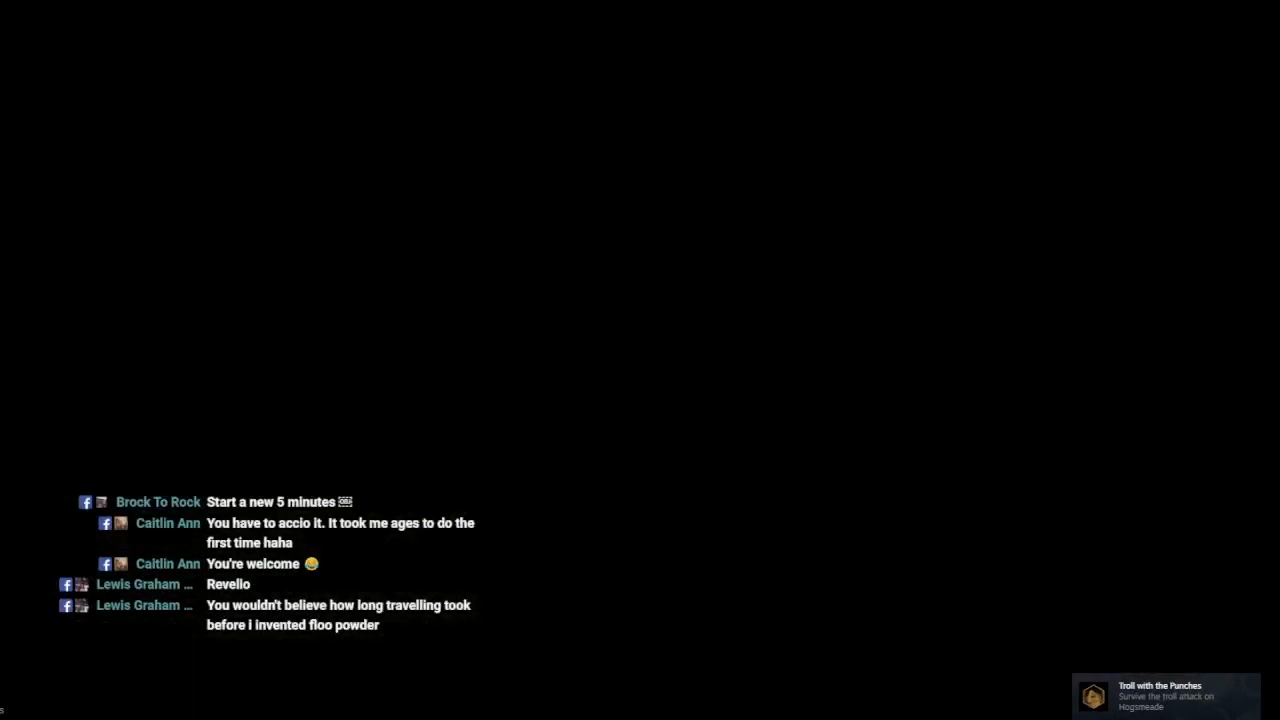 Brock To Rock Start a new 5 minutes
Caitlin Ann You have to accio it. It took me ages to do the
first time haha
Caitlin Ann You're welcome 😂
Lewis Graham ... Revelio
Lewis Graham ... You wouldn't believe how long travelling took
before i invented floo powder
Troll with the Punches
Survive the troll attack on
Hogsmeade
s